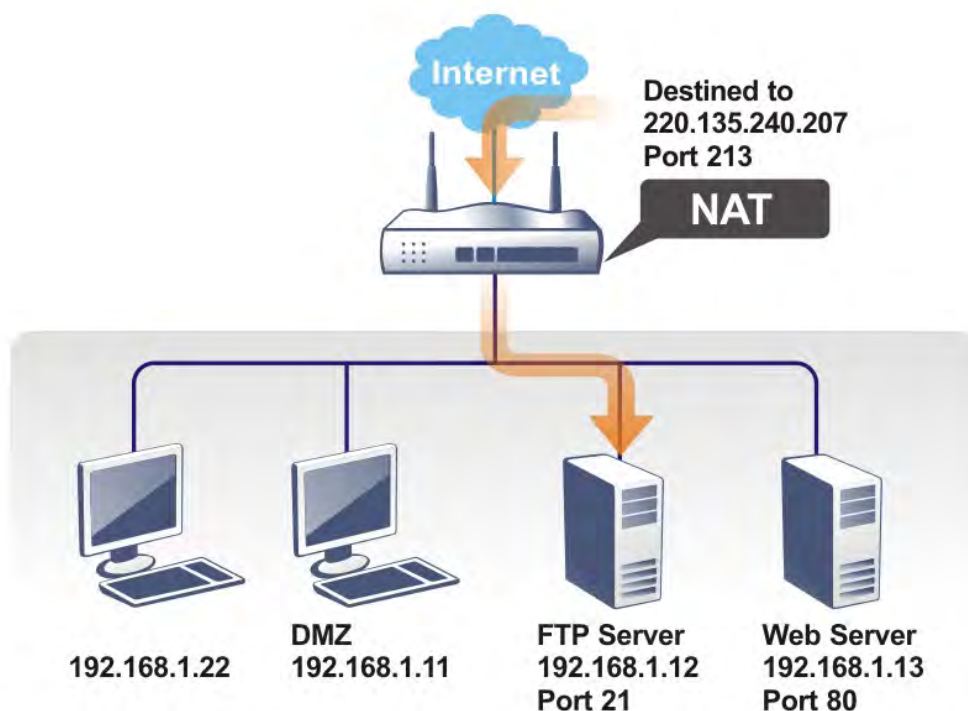 Internet
Destined to
220.135.240.207
Port 213
NAT
192.168.1.22
DMZ
192.168.1.11
FTP Server
192.168.1.12
Port 21
Web Server
192.168.1.13
Port 80